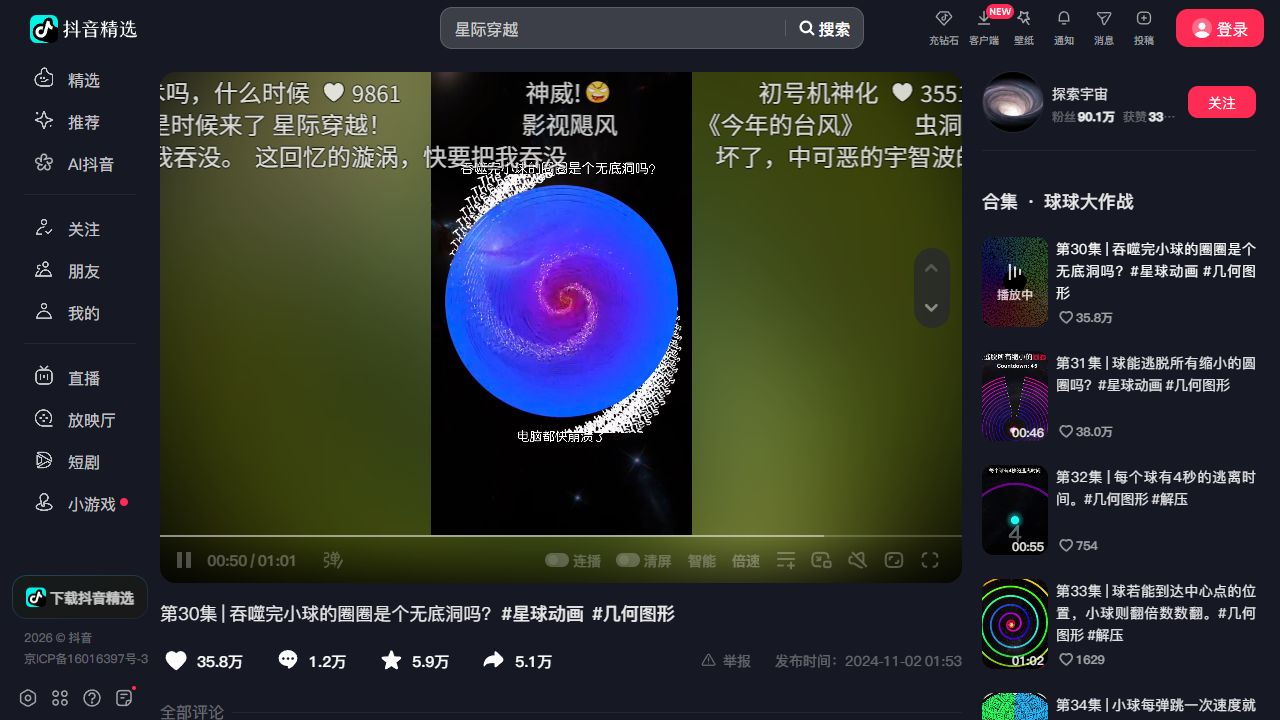 抖音精选
星际穿越
搜索
充钻石
NEW
客户端
壁纸
通知
消息
投稿
登录
精选
推荐
AI抖音
关注
朋友
我的
直播
放映厅
短剧
小游戏
下载抖音精选
2026 © 抖音
京ICP备16016397号-3
吗，什么时候 9861
神威!
初号机神化 3551
是时候来了 星际穿越！
影视飓风
《今年的台风》
虫洞
我吞没。 这回忆的漩涡，快要把我吞没
坏了，中可恶的宇智波的
吞噬完小球的圈圈是个无底洞吗?
电脑都快崩溃了
00:50 / 01:01
弹
连播
清屏
智能
倍速
第30集 | 吞噬完小球的圈圈是个无底洞吗？ #星球动画 #几何图形
35.8万
1.2万
5.9万
5.1万
举报
发布时间：2024-11-02 01:53
全部评论
探索宇宙
粉丝 90.1万 获赞 33···
关注
合集 · 球球大作战
播放中
第30集 | 吞噬完小球的圈圈是个
无底洞吗？ #星球动画 #几何图
形
35.8万
Countdown: 45
00:46
第31集 | 球能逃脱所有缩小的圆
圈吗？ #星球动画 #几何图形
38.0万
4
00:55
第32集 | 每个球有4秒的逃离时
间。#几何图形 #解压
754
01:02
第33集 | 球若能到达中心点的位
置，小球则翻倍数数翻。#几何
图形 #解压
1629
第34集 | 小球每弹跳一次速度就